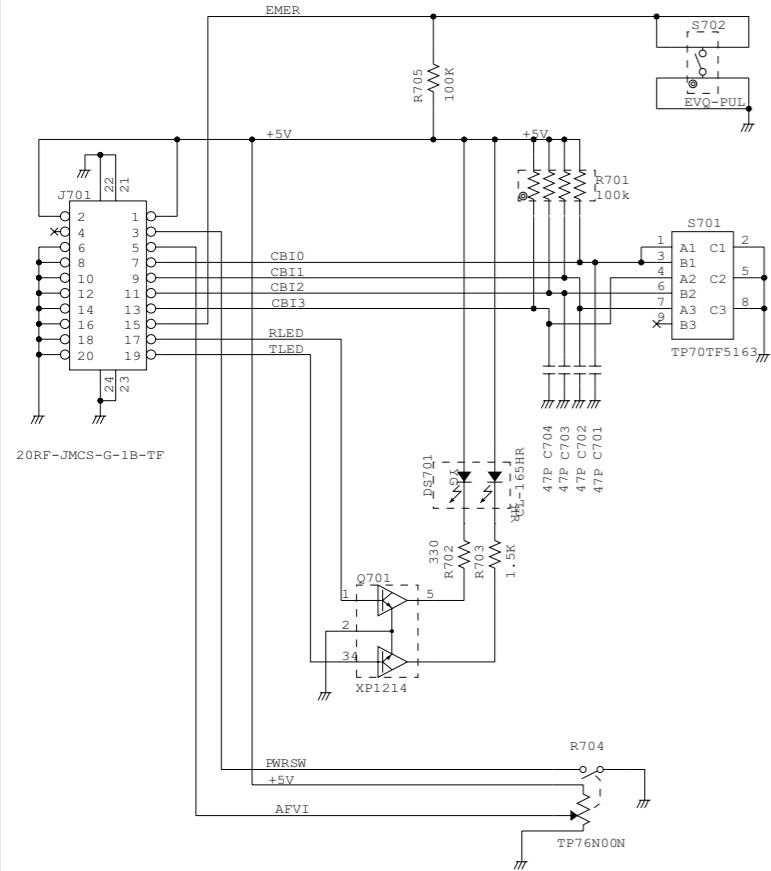 EMER
S702
R705
100K
EVQ-PUL
+5V
+5V
22
21
R701
100k
J701
S701
2
1
4
3
6
5
8
7
10
9
12
11
14
13
16
15
18
17
20
19
CBI0
CBI1
CBI2
CBI3
RLED
TLED
1 A1 C1 2
3 B1
4 A2 C2 5
6 B2
7 A3 C3 8
9 B3
TP70TF5163
24
23
20RF-JMCS-G-1B-TF
47P C704
47P C703
47P C702
47P C701
DS701
YG
HR
CL-165HR
330
R702
R703
1.5K
Q701
1
5
2
34
XP1214
R704
PWRSW
+5V
AFVI
TP76N00N